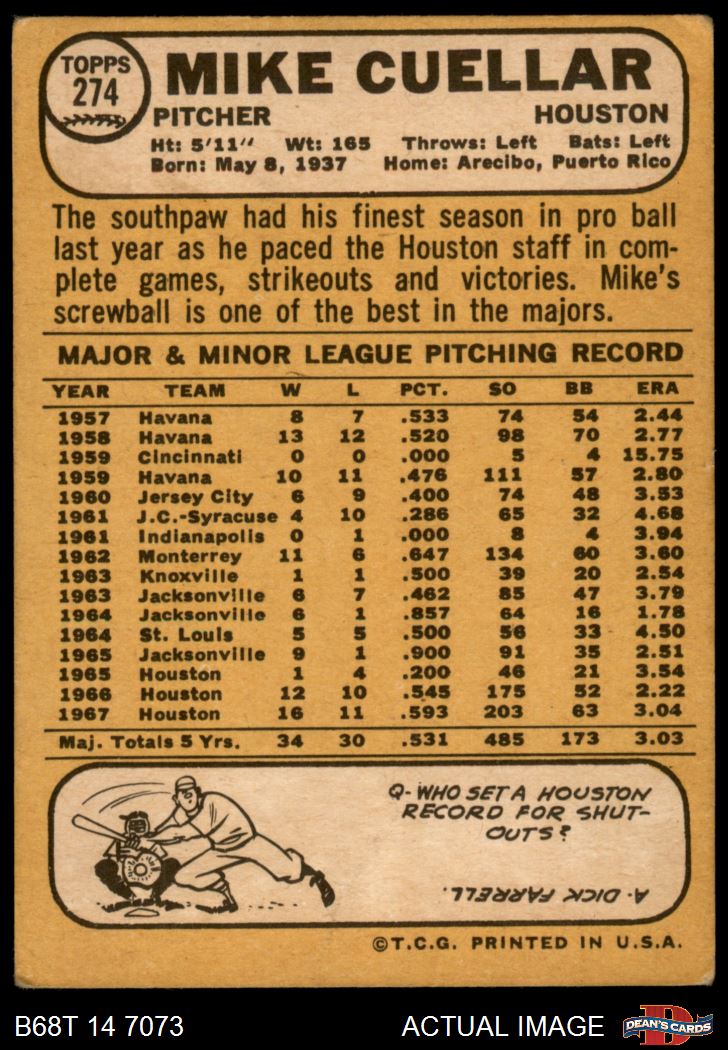 TOPPS
274
MIKE CUELLAR
PITCHER HOUSTON
Ht: 5'11" Wt: 165 Throws: Left Bats: Left
Born: May 8, 1937 Home: Arecibo, Puerto Rico
The southpaw had his finest season in pro ball
last year as he paced the Houston staff in com-
plete games, strikeouts and victories. Mike's
screwball is one of the best in the majors.
MAJOR & MINOR LEAGUE PITCHING RECORD
YEAR TEAM W L PCT. SO BB ERA
1957 Havana 8 7 .533 74 54 2.44
1958 Havana 13 12 .520 98 70 2.77
1959 Cincinnati 0 0 .000 5 4 15.75
1959 Havana 10 11 .476 111 57 2.80
1960 Jersey City 6 9 .400 74 48 3.53
1961 J.C.-Syracuse 4 10 .286 65 32 4.68
1961 Indianapolis 0 1 .000 8 4 3.94
1962 Monterrey 11 6 .647 134 60 3.60
1963 Knoxville 1 1 .500 39 20 2.54
1963 Jacksonville 6 7 .462 85 47 3.79
1964 Jacksonville 6 1 .857 64 16 1.78
1964 St. Louis 5 5 .500 56 33 4.50
1965 Jacksonville 9 1 .900 91 35 2.51
1965 Houston 1 4 .200 46 21 3.54
1966 Houston 12 10 .545 175 52 2.22
1967 Houston 16 11 .593 203 63 3.04
Maj. Totals 5 Yrs. 34 30 .531 485 173 3.03
Q-WHO SET A HOUSTON
RECORD FOR SHUT-
OUTS?
A-DICK FARRELL.
©T.C.G. PRINTED IN U.S.A.
B68T 14 7073 ACTUAL IMAGE
D
DEAN'S CARDS